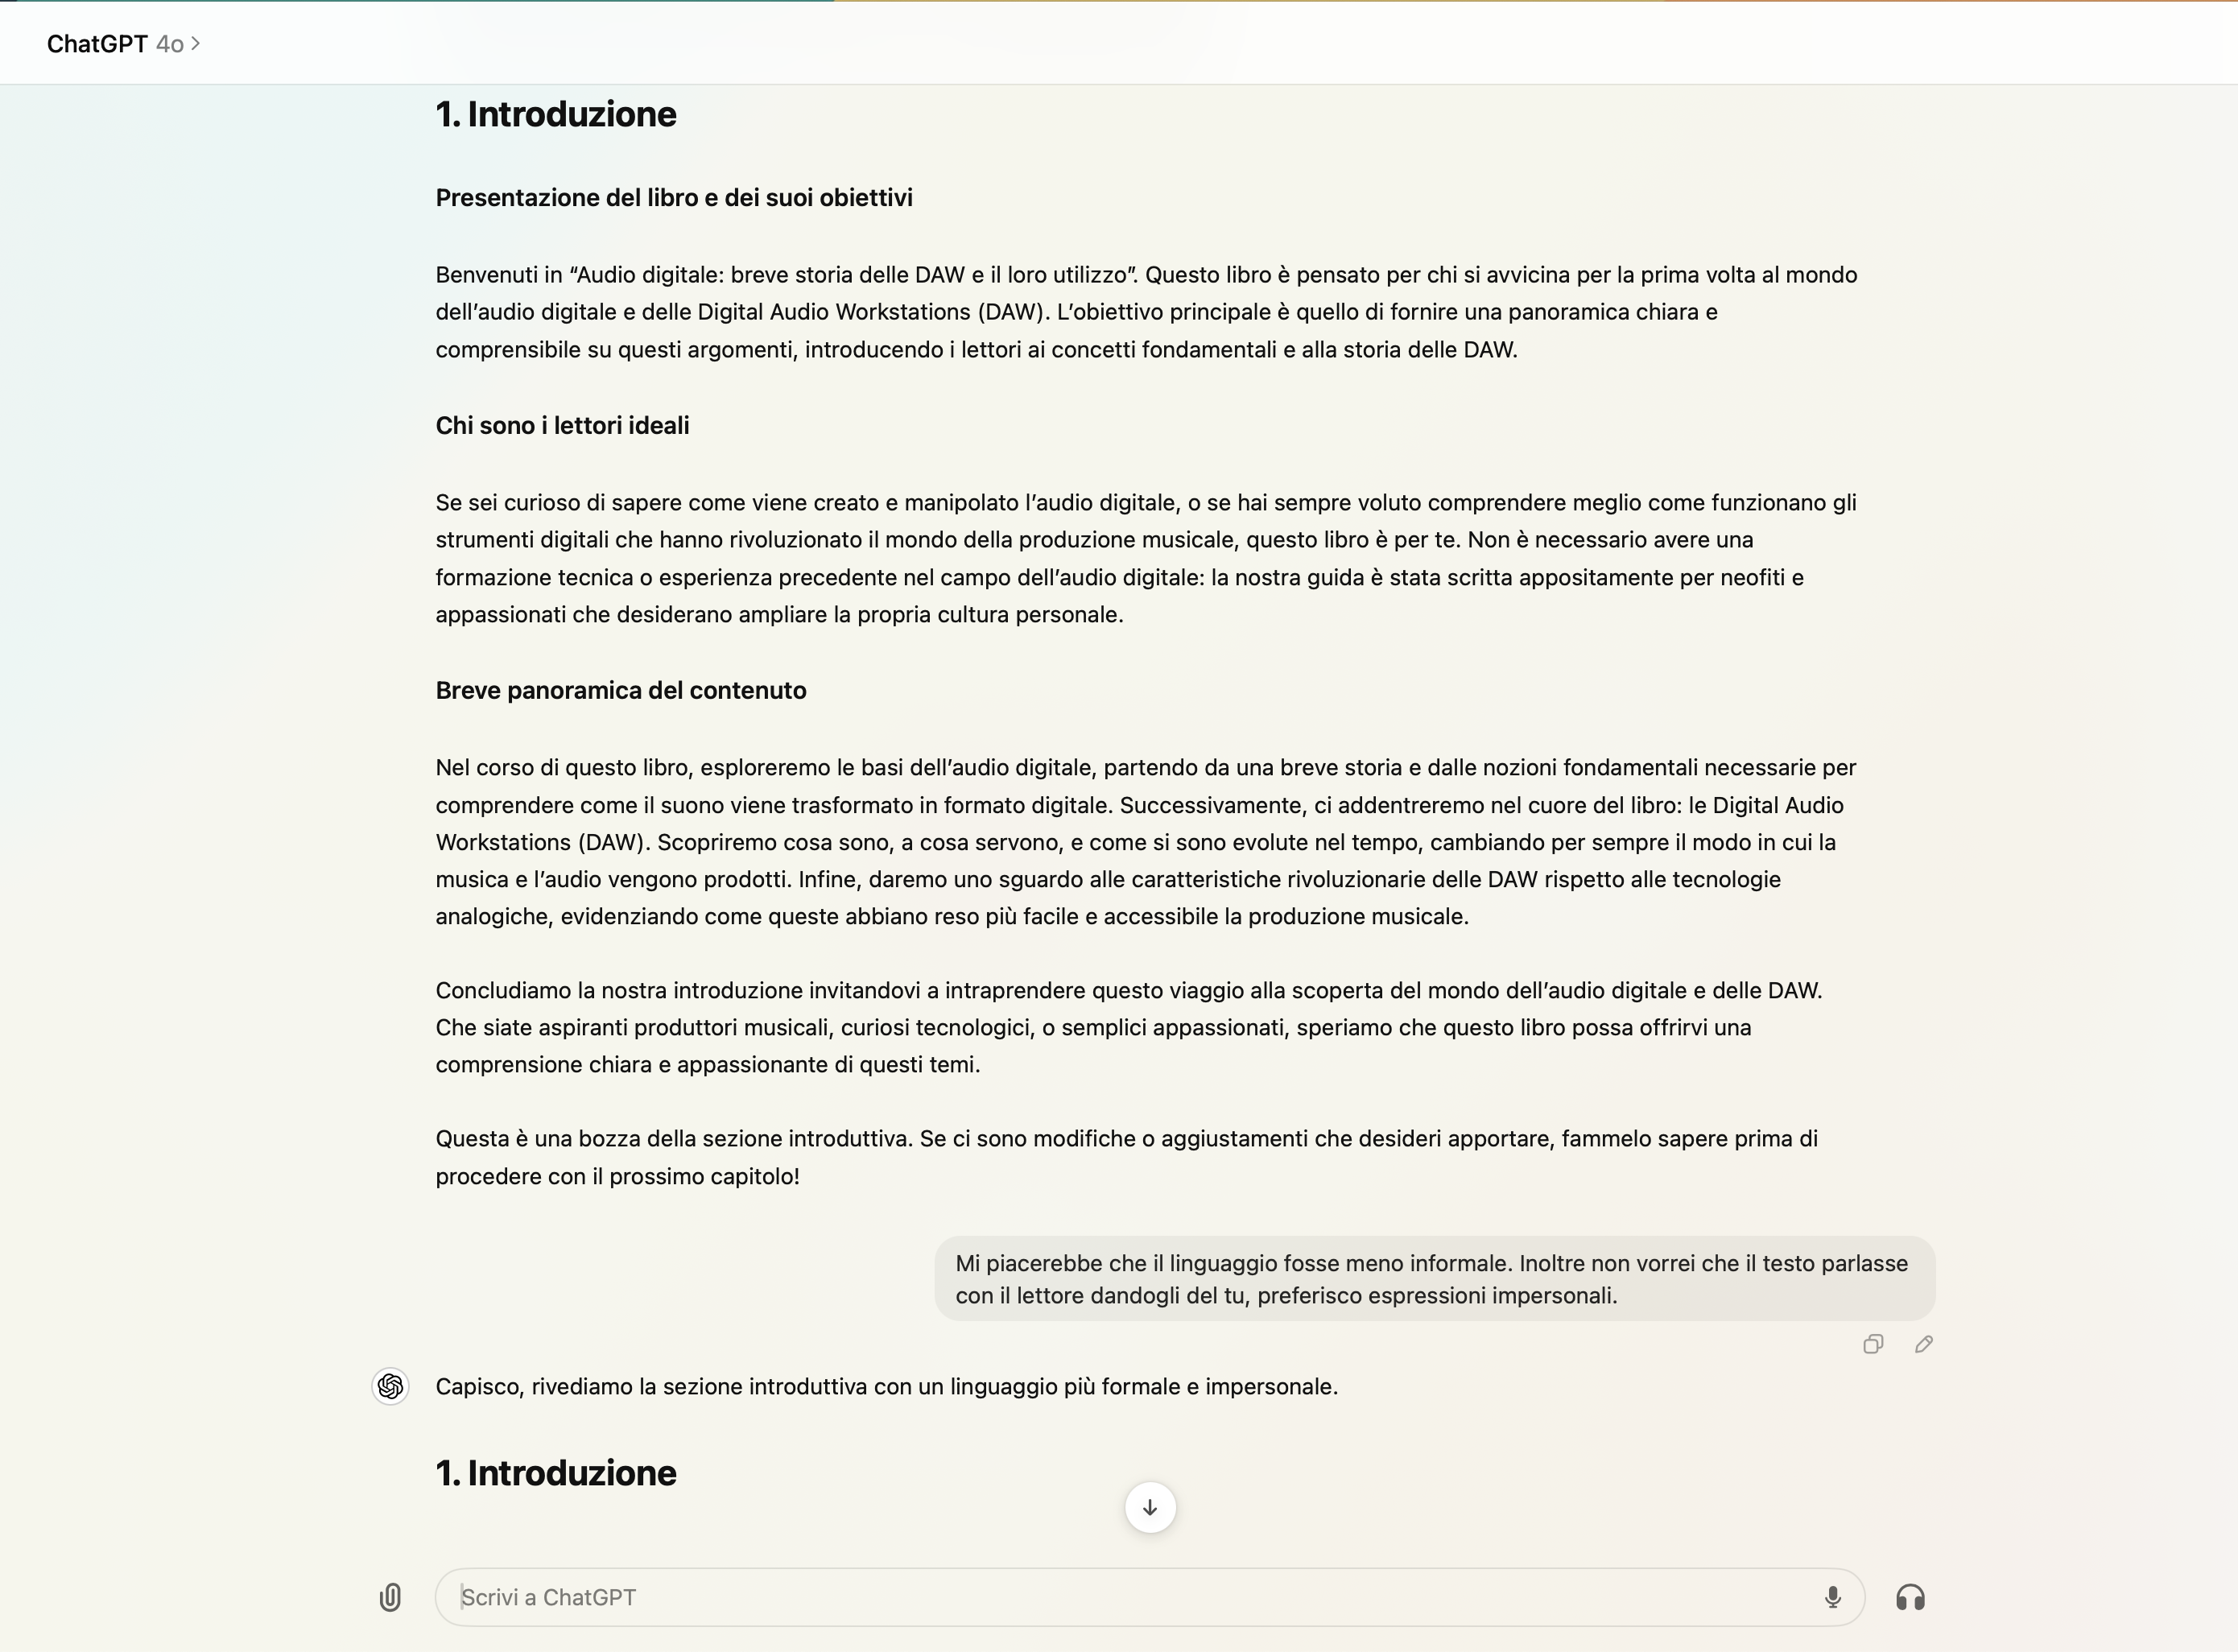 ChatGPT 4o >
1. Introduzione
Presentazione del libro e dei suoi obiettivi
Benvenuti in “Audio digitale: breve storia delle DAW e il loro utilizzo”. Questo libro è pensato per chi si avvicina per la prima volta al mondo
dell’audio digitale e delle Digital Audio Workstations (DAW). L’obiettivo principale è quello di fornire una panoramica chiara e
comprensibile su questi argomenti, introducendo i lettori ai concetti fondamentali e alla storia delle DAW.
Chi sono i lettori ideali
Se sei curioso di sapere come viene creato e manipolato l’audio digitale, o se hai sempre voluto comprendere meglio come funzionano gli
strumenti digitali che hanno rivoluzionato il mondo della produzione musicale, questo libro è per te. Non è necessario avere una
formazione tecnica o esperienza precedente nel campo dell’audio digitale: la nostra guida è stata scritta appositamente per neofiti e
appassionati che desiderano ampliare la propria cultura personale.
Breve panoramica del contenuto
Nel corso di questo libro, esploreremo le basi dell’audio digitale, partendo da una breve storia e dalle nozioni fondamentali necessarie per
comprendere come il suono viene trasformato in formato digitale. Successivamente, ci addentreremo nel cuore del libro: le Digital Audio
Workstations (DAW). Scopriremo cosa sono, a cosa servono, e come si sono evolute nel tempo, cambiando per sempre il modo in cui la
musica e l’audio vengono prodotti. Infine, daremo uno sguardo alle caratteristiche rivoluzionarie delle DAW rispetto alle tecnologie
analogiche, evidenziando come queste abbiano reso più facile e accessibile la produzione musicale.
Concludiamo la nostra introduzione invitandovi a intraprendere questo viaggio alla scoperta del mondo dell’audio digitale e delle DAW.
Che siate aspiranti produttori musicali, curiosi tecnologici, o semplici appassionati, speriamo che questo libro possa offrirvi una
comprensione chiara e appassionante di questi temi.
Questa è una bozza della sezione introduttiva. Se ci sono modifiche o aggiustamenti che desideri apportare, fammelo sapere prima di
procedere con il prossimo capitolo!
Mi piacerebbe che il linguaggio fosse meno informale. Inoltre non vorrei che il testo parlasse
con il lettore dandogli del tu, preferisco espressioni impersonali.
Capisco, rivediamo la sezione introduttiva con un linguaggio più formale e impersonale.
1. Introduzione
Scrivi a ChatGPT